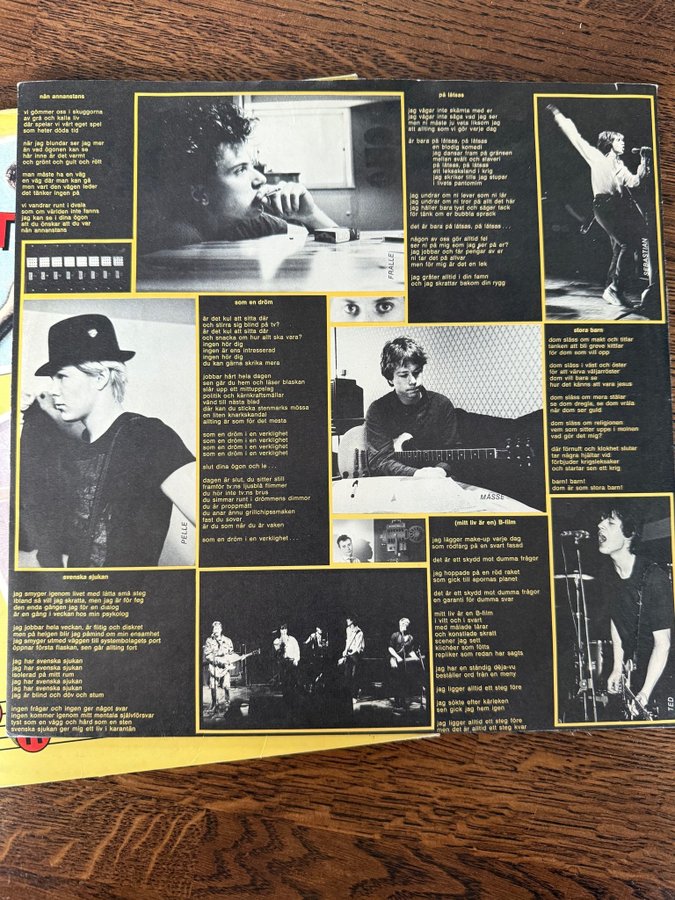 nån annanstans
vi gömmer oss i skuggorna
av grå och kalla liv
där spelar vi vårt eget spel
som heter döda tid
när jag blundar ser jag mer
än vad ögonen kan se
här inne är det varmt
och grönt och gult och rött
man måste ha en väg
en väg där man kan gå
men vart den vägen leder
det tänker ingen på
vi vandrar runt i dvala
som om världen inte fanns
jag kan se i dina ögon
att du önskar att du var
nån annanstans
FRALLE
på låtsas
jag vågar inte skämta med er
jag vågar inte säga vad jag ser
men ni måste ju veta liksom jag
att allting som vi gör varje dag
är bara på låtsas, på låtsas
en blodig komedi
jag dansar fram på gränsen
mellan svält och slaveri
på låtsas, på låtsas
ett leksaksland i krig
jag skriker tills jag stupar
i livets pantomim
jag undrar om ni lever som ni lär
jag undrar om ni tror på allt det här
jag håller bara tyst och säger tack
för tänk om er bubbla sprack
det är bara på låtsas, på låtsas . . .
någon av oss gör alltid fel
ser ni på mig som jag ser på er?
jag jobbar och får pengar av er
ni tar det på allvar
men för mig är det en lek
jag gråter alltid i din famn
och jag skrattar bakom din rygg
SEBASTIAN
PELLE
som en dröm
är det kul att sitta där
och stirra sig blind på tv?
är det kul att sitta där
och snacka om hur allt ska vara?
ingen hör dig
ingen är ens intresserad
ingen hör dig
du kan gärna skrika mera
jobbar hårt hela dagen
sen går du hem och läser blaskan
slår upp ett mittuppslag
politik och kärnkraftsmällar
vänd till nästa blad
där kan du sticka stenmarks mössa
en liten knarkskandal
allting är som för det mesta
som en dröm i en verklighet
som en dröm i en verklighet
som en dröm i en verklighet
som en dröm i en verklighet
slut dina ögon och le . . .
dagen är slut, du sitter still
framför tv:ns ljusblå flimmer
du hör inte tv:ns brus
du simmar runt i drömmens dimmor
du är proppmätt
du anar ännu grillchipssmaken
fast du sover
är du som när du är vaken
som en dröm i en verklighet . . .
MASSE
stora barn
dom slåss om makt och titlar
tanken att bli greve kittlar
för dom som vill opp
dom slåss i väst och öster
för att värva väljarröster
dom vill bara se
hur det känns att vara jesus
dom slåss om mera stålar
se dom dregla, se dom vråla
när dom ser guld
dom slåss om religionen
vem som sitter uppe i molnen
vad gör det mig?
där förnuft och klokhet slutar
tar några hjältar vid
förbjuder krigsleksaker
och startar sen ett krig
barn! barn!
dom är som stora barn!
svenska sjukan
jag smyger igenom livet med lätta små steg
ibland så vill jag skratta, men jag är för feg
den enda gången jag för en dialog
är en gång i veckan hos min psykolog
jag jobbar hela veckan, är flitig och diskret
men på helgen blir jag påmind om min ensamhet
jag smyger utmed väggen till systembolagets port
öppnar första flaskan, sen går allting fort
jag har svenska sjukan
jag har svenska sjukan
isolerad på mitt rum
jag har svenska sjukan
jag har svenska sjukan
jag är blind och döv och stum
ingen frågar och ingen ger något svar
ingen kommer igenom mitt mentala självförsvar
tyst som en vägg och hård som en sten
svenska sjukan ger mig ett liv i karantän
(mitt liv är en) B-film
jag lägger make-up varje dag
som rödfärg på en svart fasad
det är ett skydd mot dumma frågor
jag hoppade på en röd raket
som gick till apornas planet
det är ett skydd mot dumma frågor
en garanti för dumma svar
mitt liv är en B-film
i vitt och i svart
med målade tårar
och konstlade skratt
scener jag sett
klichéer som fötts
repliker som redan har sagts
jag har en ständig déja-vu
beställer ord från en meny
jag ligger alltid ett steg före
jag sökte efter kärleken
sen gick jag hem igen
jag ligger alltid ett steg före
men det är alltid ett steg kvar
TED